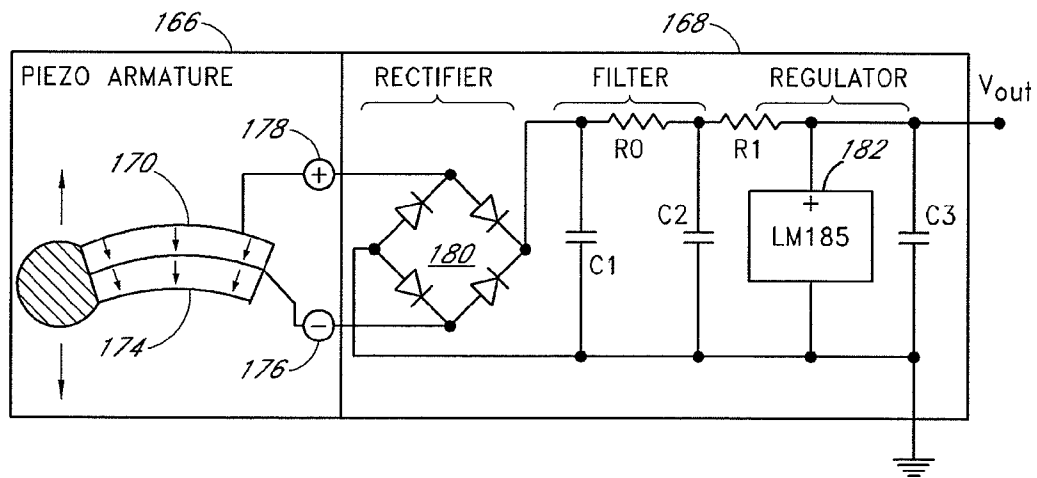 166
168
PIEZO ARMATURE
RECTIFIER
FILTER
REGULATOR
Vout
178
+
R0
R1
182
170
+
LM185
C2
C3
180
C1
174
−
176